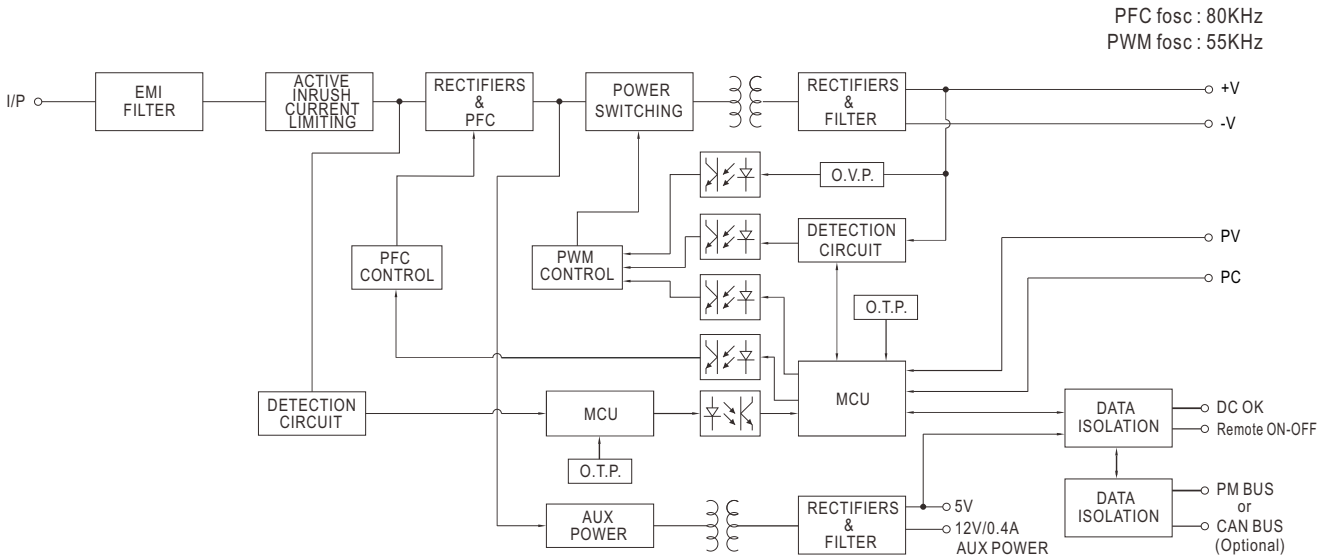 PFC fosc : 80KHz
PWM fosc : 55KHz
I/P
EMI
FILTER
ACTIVE
INRUSH
CURRENT
LIMITING
RECTIFIERS
&
PFC
POWER
SWITCHING
RECTIFIERS
&
FILTER
+V
-V
O.V.P.
DETECTION
CIRCUIT
PFC
CONTROL
PWM
CONTROL
PV
PC
O.T.P.
MCU
DETECTION
CIRCUIT
MCU
O.T.P.
DATA
ISOLATION
DC OK
Remote ON-OFF
DATA
ISOLATION
PM BUS
or
CAN BUS
(Optional)
AUX
POWER
RECTIFIERS
&
FILTER
5V
12V/0.4A
AUX POWER